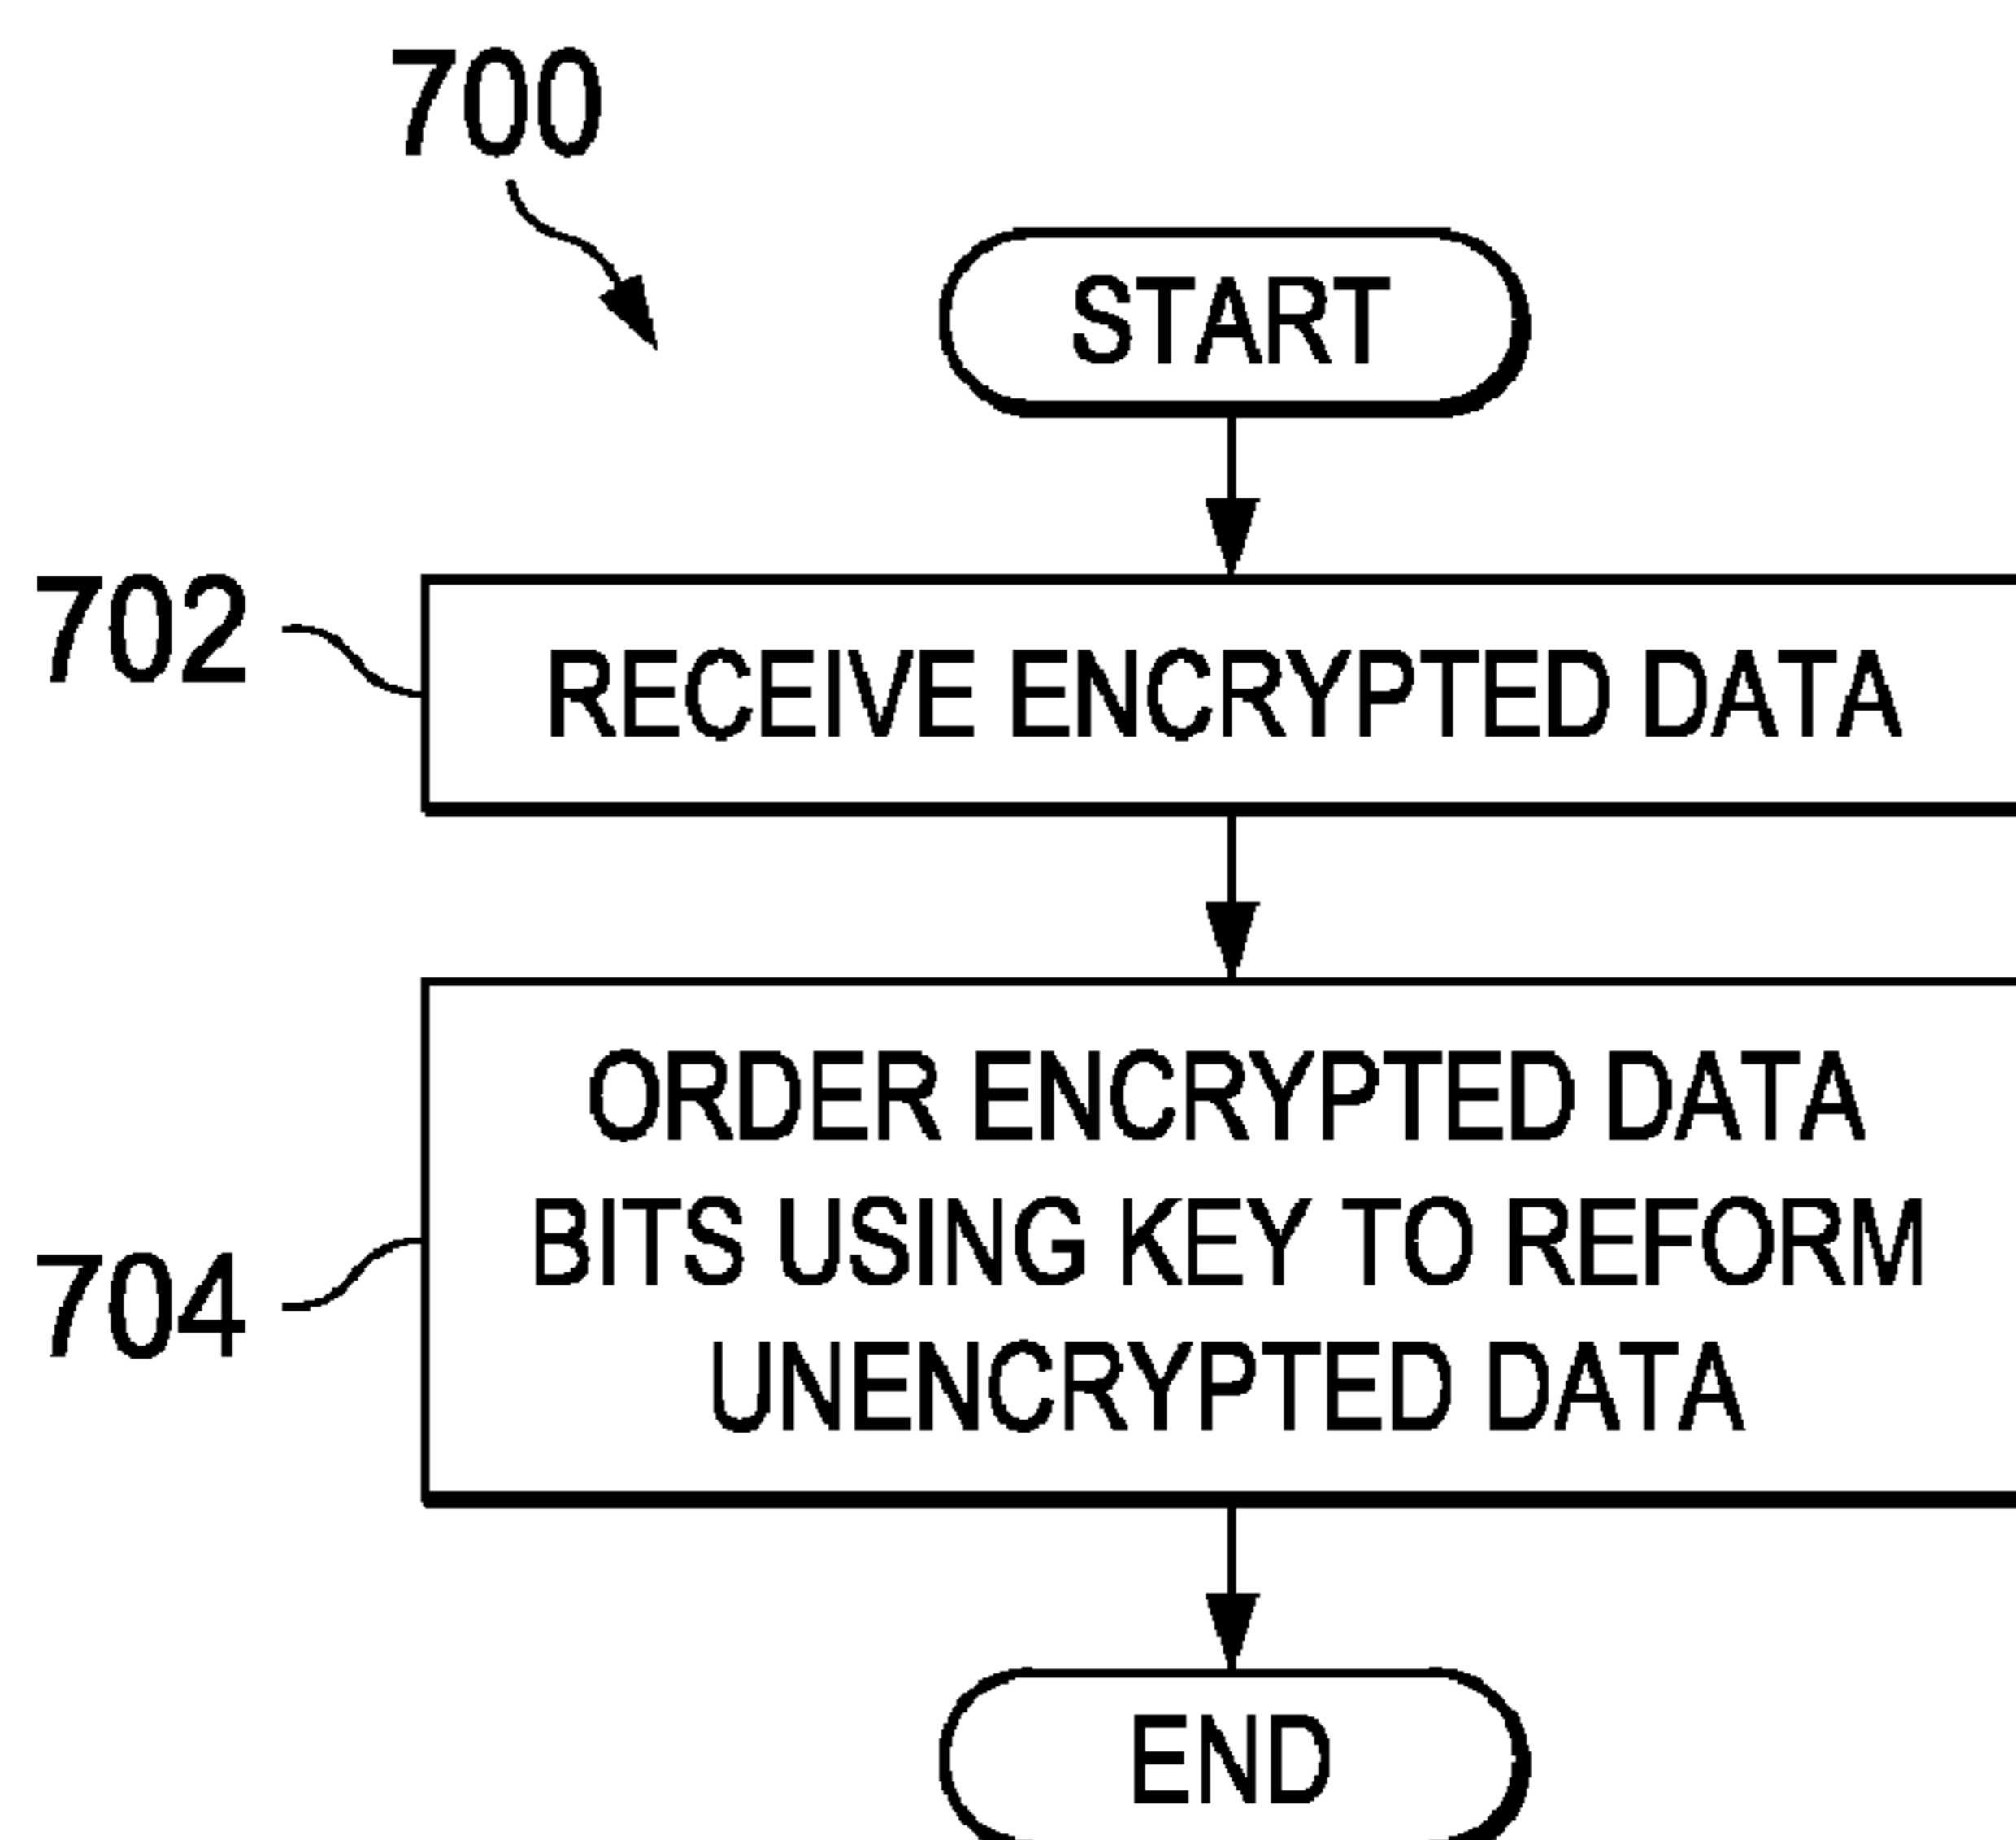 700
START
702
RECEIVE ENCRYPTED DATA
ORDER ENCRYPTED DATA
BITS USING KEY TO REFORM
704
UNENCRYPTED DATA
END